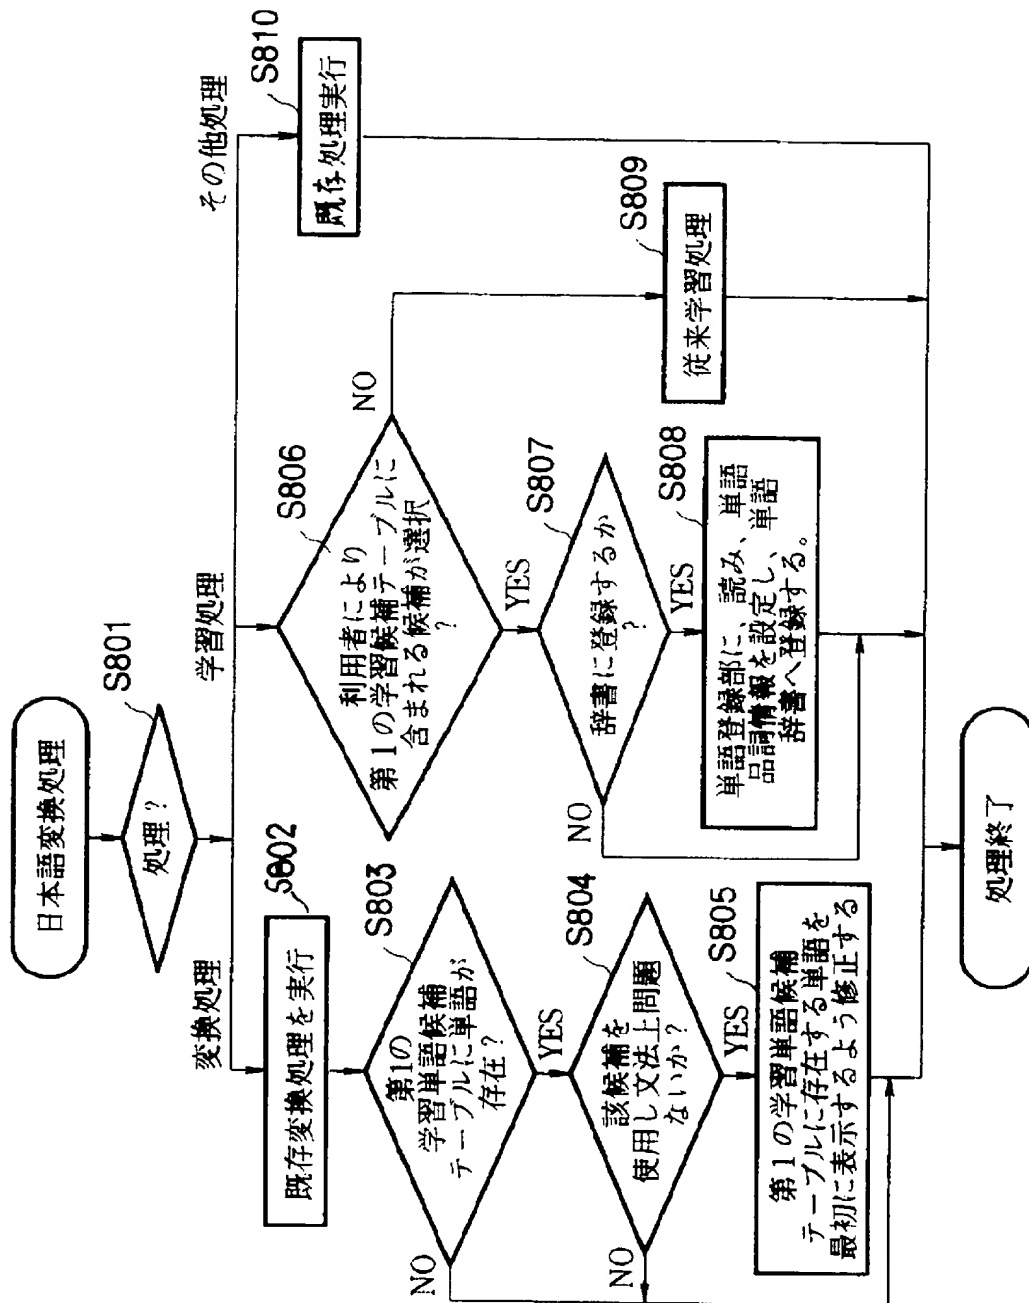 日本語変換処理
処理?
S801
変換処理
学習処理
その他処理
既存変換処理を実行
S802
第1の
学習単語候補
テーブルに単語が
存在?
S803
NO
YES
該候補を
使用し文法上問題
ないか?
S804
NO
YES
第1の学習単語候補
テーブルに存在する単語を
最初に表示するよう修正する
S805
利用者により
第1の学習候補テーブルに
含まれる候補が選択
?
S806
NO
YES
辞書に登録するか
?
S807
NO
YES
単語登録部に、読み、単語
品詞情報を設定し、単語
辞書へ登録する。
S808
従来学習処理
S809
既存処理実行
S810
処理終了